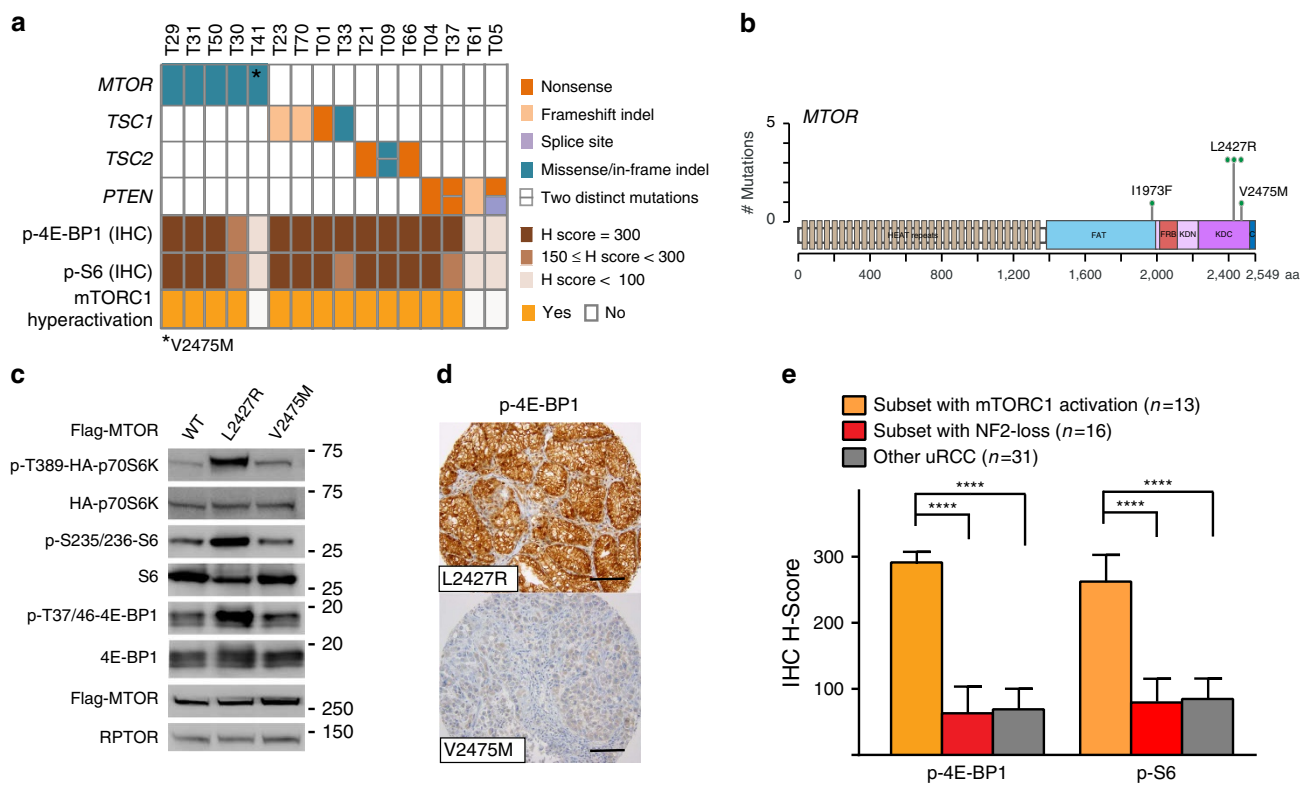 a
T29 T31 T50 T30 T41 T23 T70 T01 T33 T21 T09 T66 T04 T37 T61 T05
MTOR
*
TSC1
TSC2
PTEN
p-4E-BP1 (IHC)
p-S6 (IHC)
mTORC1
hyperactivation
*V2475M
Nonsense
Frameshift indel
Splice site
Missense/in-frame indel
Two distinct mutations
H score = 300
150 ≤ H score < 300
H score < 100
Yes No
b
MTOR
# Mutations
5
0
L2427R
I1973F
V2475M
HEAT repeats FAT FRB KDN KDC C
0 400 800 1,200 1,600 2,000 2,400 2,549 aa
c
Flag-MTOR WT L2427R V2475M
p-T389-HA-p70S6K - 75
HA-p70S6K - 75
p-S235/236-S6 - 25
S6 - 25
p-T37/46-4E-BP1 - 20
4E-BP1 - 20
Flag-MTOR - 250
RPTOR - 150
d
p-4E-BP1
L2427R
V2475M
e
Subset with mTORC1 activation (n=13)
Subset with NF2-loss (n=16)
Other uRCC (n=31)
IHC H-Score
300
200
100
**** ****
**** ****
p-4E-BP1 p-S6